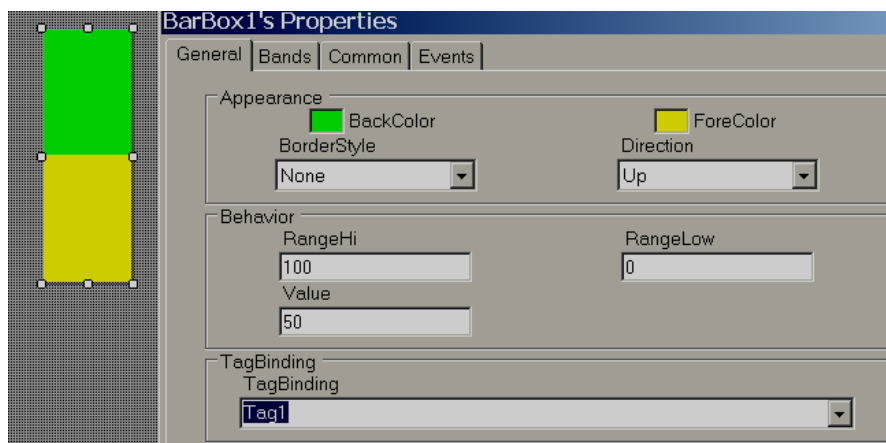 BarBox1's Properties
General Bands Common Events
Appearance
BackColor ForeColor
BorderStyle Direction
None Up
Behavior
RangeHi RangeLow
100 0
Value
50
TagBinding
TagBinding
Tag1